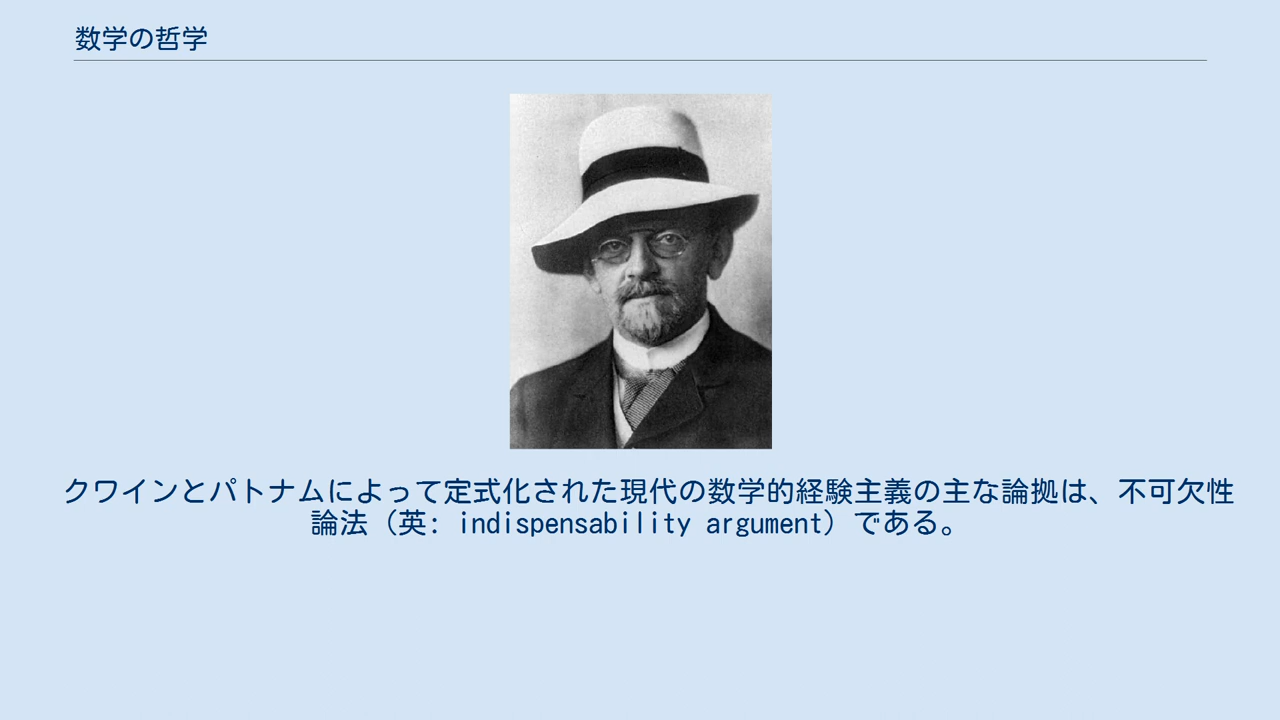 数学の哲学
クワインとパトナムによって定式化された現代の数学的経験主義の主な論拠は、不可欠性
論法（英: indispensability argument）である。